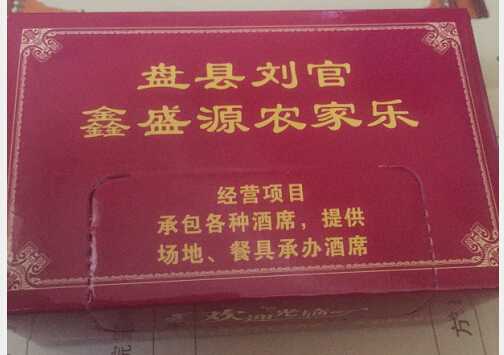 盘县刘官
鑫盛源农家乐
经营项目
承包各种酒席，提供
场地、餐具承办酒席